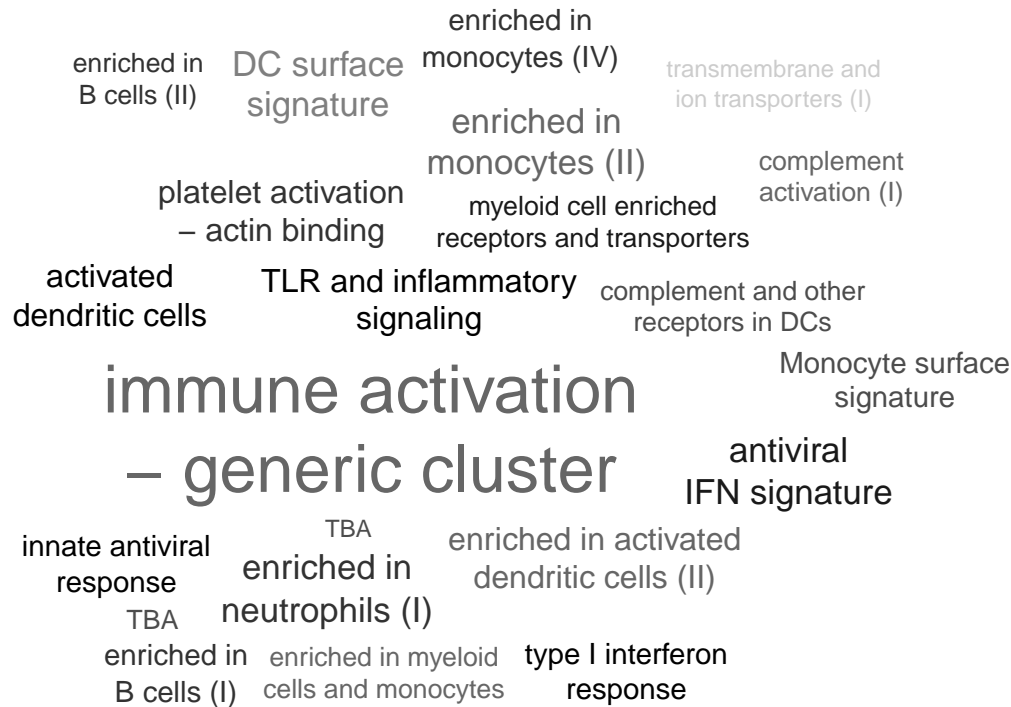 enriched in
monocytes (IV)
enriched in
B cells (II)
DC surface
signature
transmembrane and
ion transporters (I)
enriched in
monocytes (II)
complement
activation (I)
platelet activation
– actin binding
myeloid cell enriched
receptors and transporters
activated
dendritic cells
TLR and inflammatory
signaling
complement and other
receptors in DCs
immune activation
– generic cluster
Monocyte surface
signature
antiviral
IFN signature
TBA
innate antiviral
response
enriched in
neutrophils (I)
enriched in activated
dendritic cells (II)
TBA
enriched in
B cells (I)
enriched in myeloid
cells and monocytes
type I interferon
response